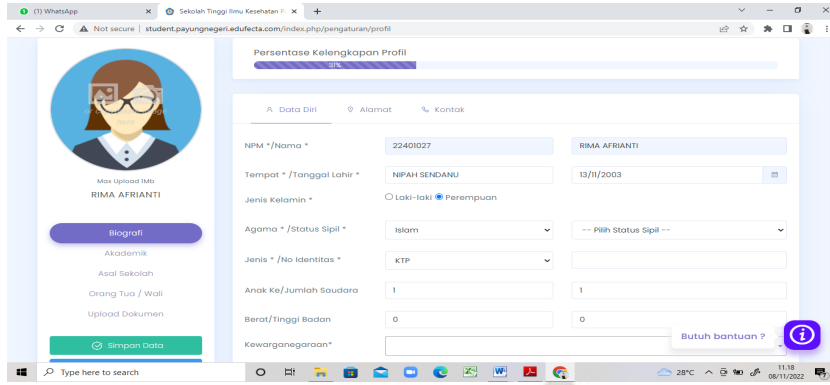 (1) WhatsApp
Sekolah Tinggi Ilmu Kesehatan P
Not secure | student.payungnegeri.edufecta.com/index.php/pengaturan/profil
Persentase Kelengkapan Profil
31%
Data Diri Alamat Kontak
NPM */Nama * 22401027 RIMA AFRIANTI
Max Upload 1Mb
Tempat * /Tanggal Lahir * NIPAH SENDANU 13/11/2003
RIMA AFRIANTI
Jenis Kelamin * Laki-laki Perempuan
Biografi
Agama * /Status Sipil * Islam -- Pilih Status Sipil --
Akademik
Jenis * /No Identitas * KTP
Asal Sekolah
Orang Tua / Wali
Anak Ke/Jumlah Saudara 1 1
Upload Dokumen
Berat/Tinggi Badan 0 0
Simpan Data
Kewarganegaraan*
Butuh bantuan ?
Type here to search
28°C
11.18
08/11/2022